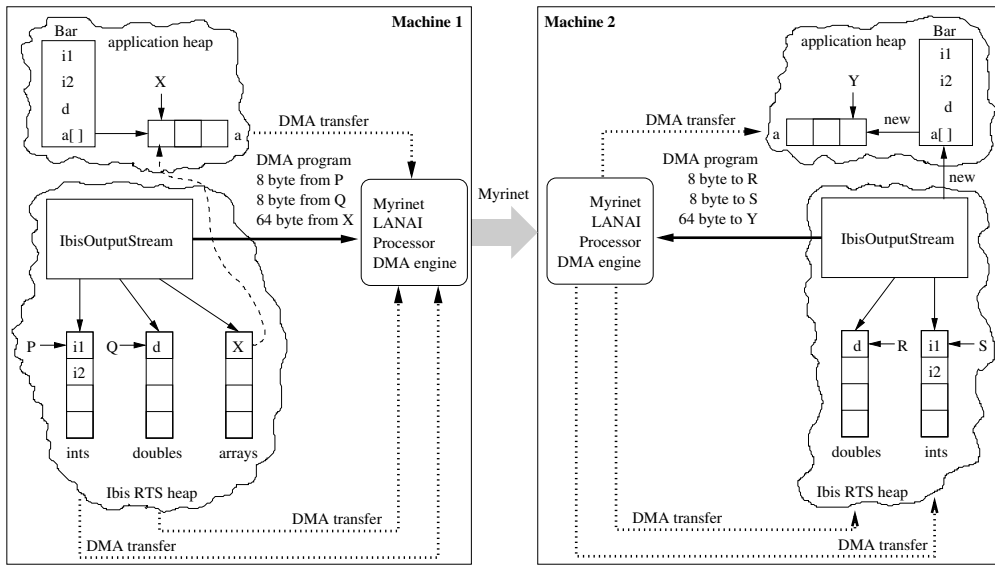 Machine 1
Bar
application heap
i1
i2
d
a[ ]
X
a
DMA transfer
DMA program
8 byte from P
8 byte from Q
64 byte from X
Myrinet
LANAI
Processor
DMA engine
IbisOutputStream
P
i1
i2
Q
d
X
ints
doubles
arrays
Ibis RTS heap
DMA transfer
DMA transfer
Myrinet
Machine 2
Bar
application heap
i1
i2
d
a[ ]
Y
a
new
new
DMA transfer
DMA program
8 byte to R
8 byte to S
64 byte to Y
Myrinet
LANAI
Processor
DMA engine
IbisOutputStream
d
R
i1
i2
S
doubles
ints
Ibis RTS heap
DMA transfer
DMA transfer